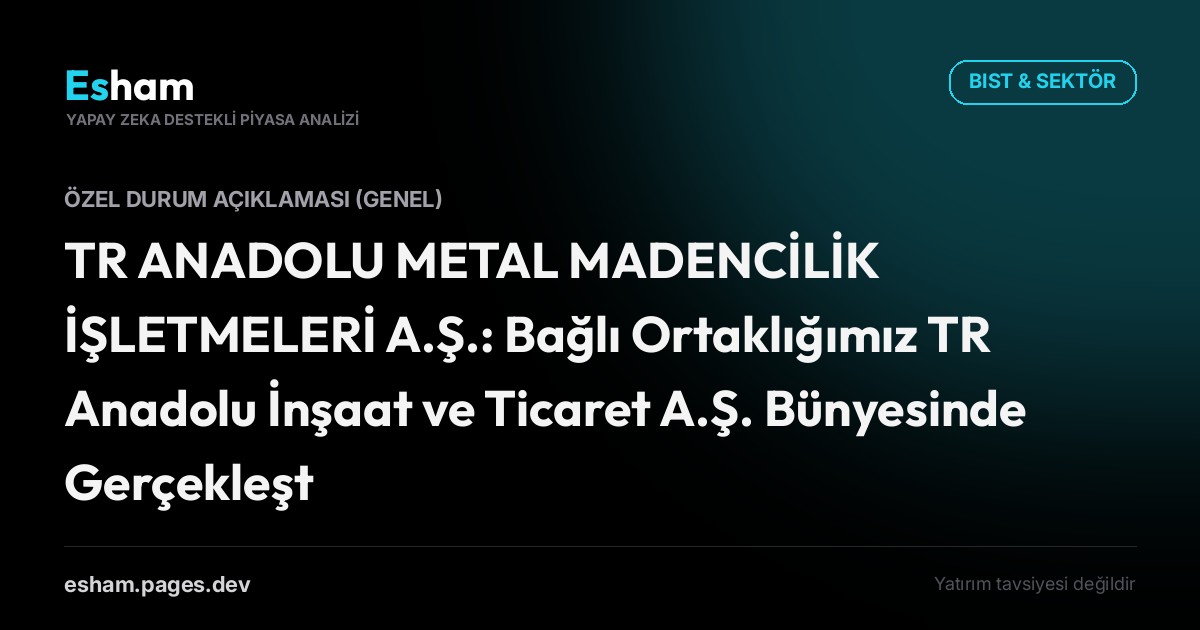 Esham
BIST & SEKTÖR
YAPAY ZEKA DESTEKLİ PİYASA ANALİZİ
ÖZEL DURUM AÇIKLAMASI (GENEL)
TR ANADOLU METAL MADENCİLİK
İŞLETMELERİ A.Ş.: Bağlı Ortaklığımız TR
Anadolu İnşaat ve Ticaret A.Ş. Bünyesinde
Gerçekleşt
esham.pages.dev
Yatırım tavsiyesi değildir